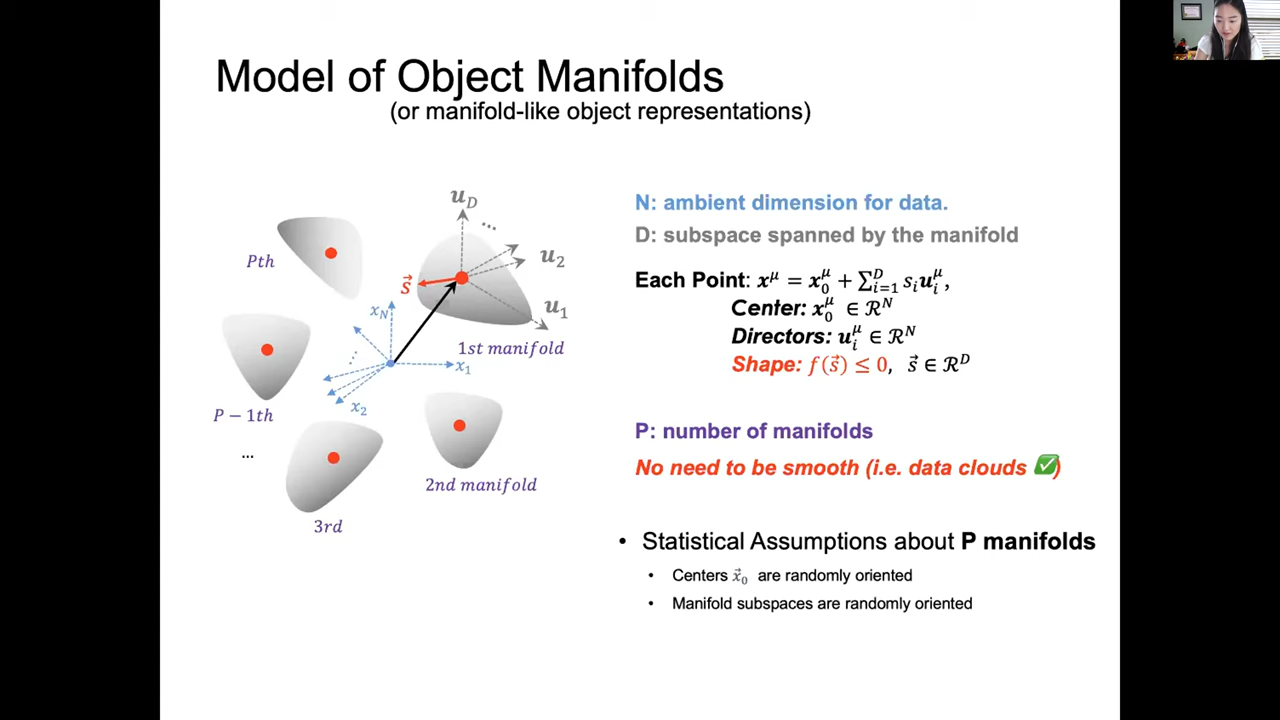 Model of Object Manifolds
(or manifold-like object representations)
Pth
P − 1th
...
3rd
2nd manifold
1st manifold
u_D
...
u_2
u_1
s⃗
x_N
x_1
x_2
...
N: ambient dimension for data.
D: subspace spanned by the manifold
Each Point: x^μ = x_0^μ + ∑_{i=1}^D s_i u_i^μ,
Center: x_0^μ ∈ ℛ^N
Directors: u_i^μ ∈ ℛ^N
Shape: f(s⃗) ≤ 0, s⃗ ∈ ℛ^D
P: number of manifolds
No need to be smooth (i.e. data clouds ✅)
• Statistical Assumptions about P manifolds
• Centers x⃗_0 are randomly oriented
• Manifold subspaces are randomly oriented